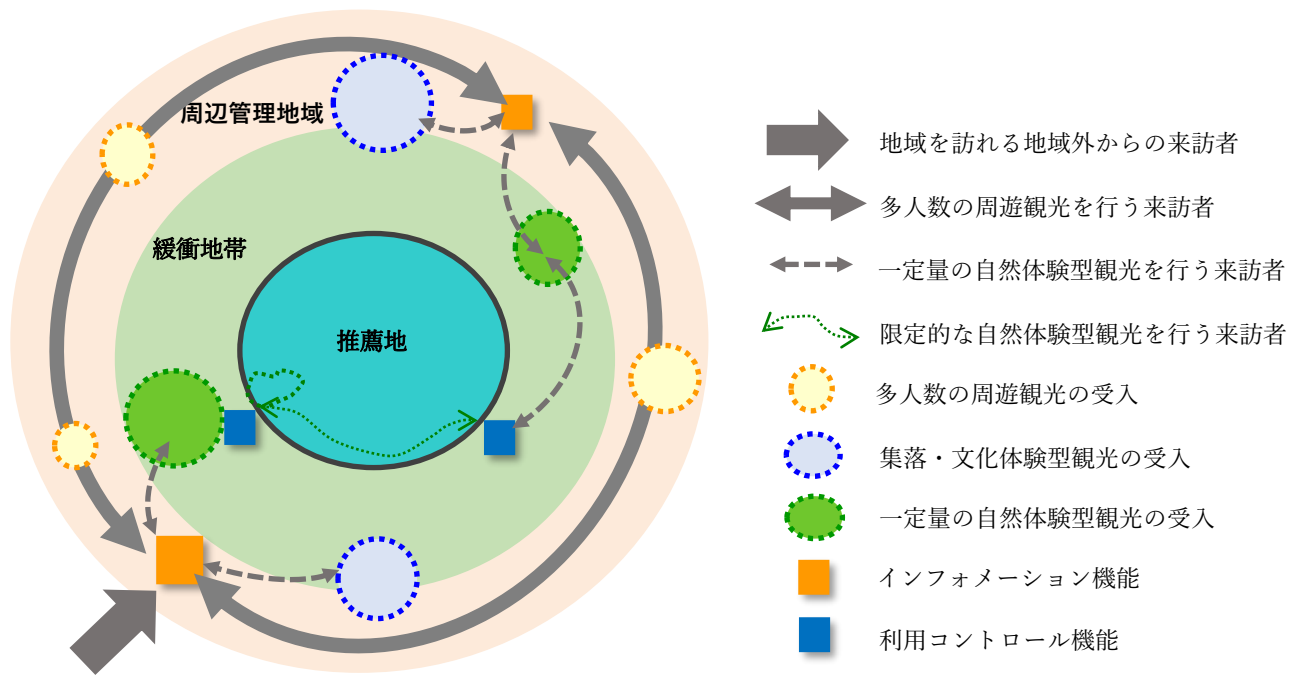 周辺管理地域
緩衝地帯
推薦地
地域を訪れる地域外からの来訪者
多人数の周遊観光を行う来訪者
一定量の自然体験型観光を行う来訪者
限定的な自然体験型観光を行う来訪者
多人数の周遊観光の受入
集落・文化体験型観光の受入
一定量の自然体験型観光の受入
インフォメーション機能
利用コントロール機能